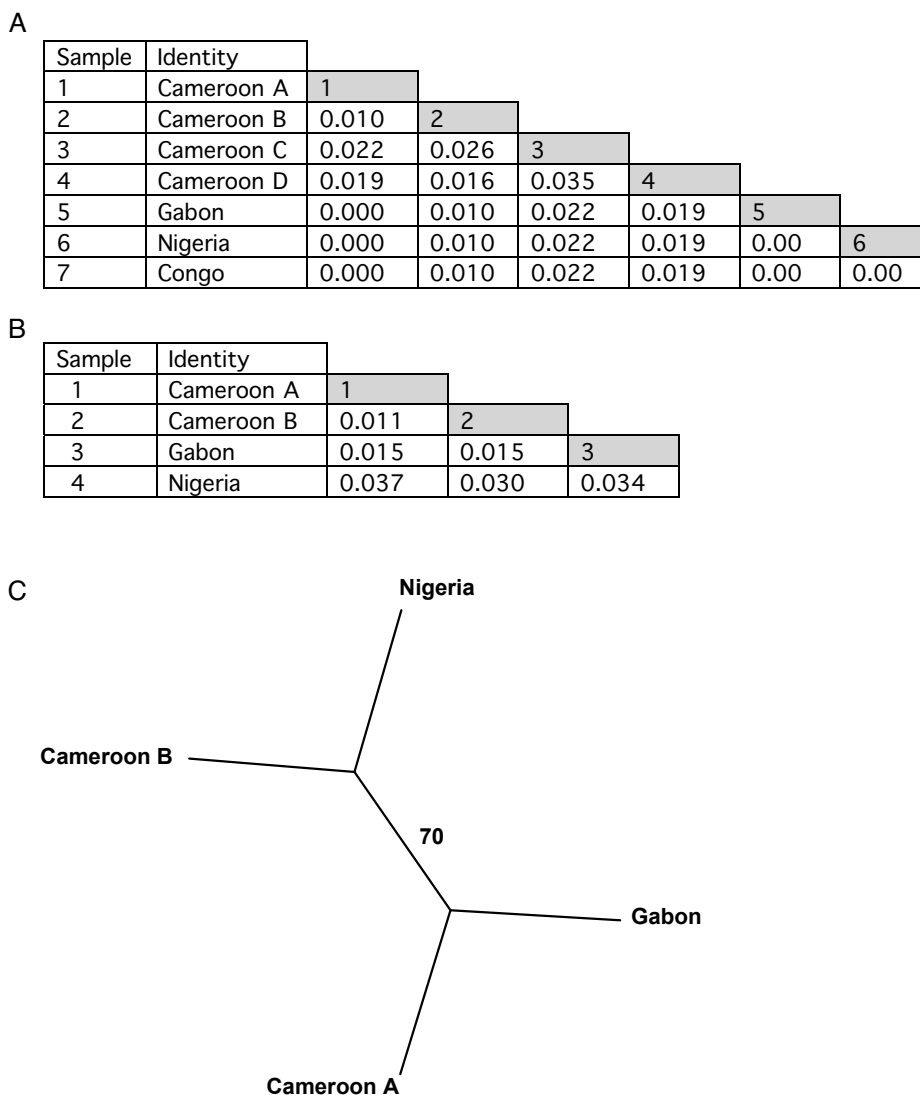 A
Sample Identity
1 Cameroon A 1
2 Cameroon B 0.010 2
3 Cameroon C 0.022 0.026 3
4 Cameroon D 0.019 0.016 0.035 4
5 Gabon 0.000 0.010 0.022 0.019 5
6 Nigeria 0.000 0.010 0.022 0.019 0.00 6
7 Congo 0.000 0.010 0.022 0.019 0.00 0.00
B
Sample Identity
1 Cameroon A 1
2 Cameroon B 0.011 2
3 Gabon 0.015 0.015 3
4 Nigeria 0.037 0.030 0.034
C
Nigeria
Cameroon B
70
Gabon
Cameroon A